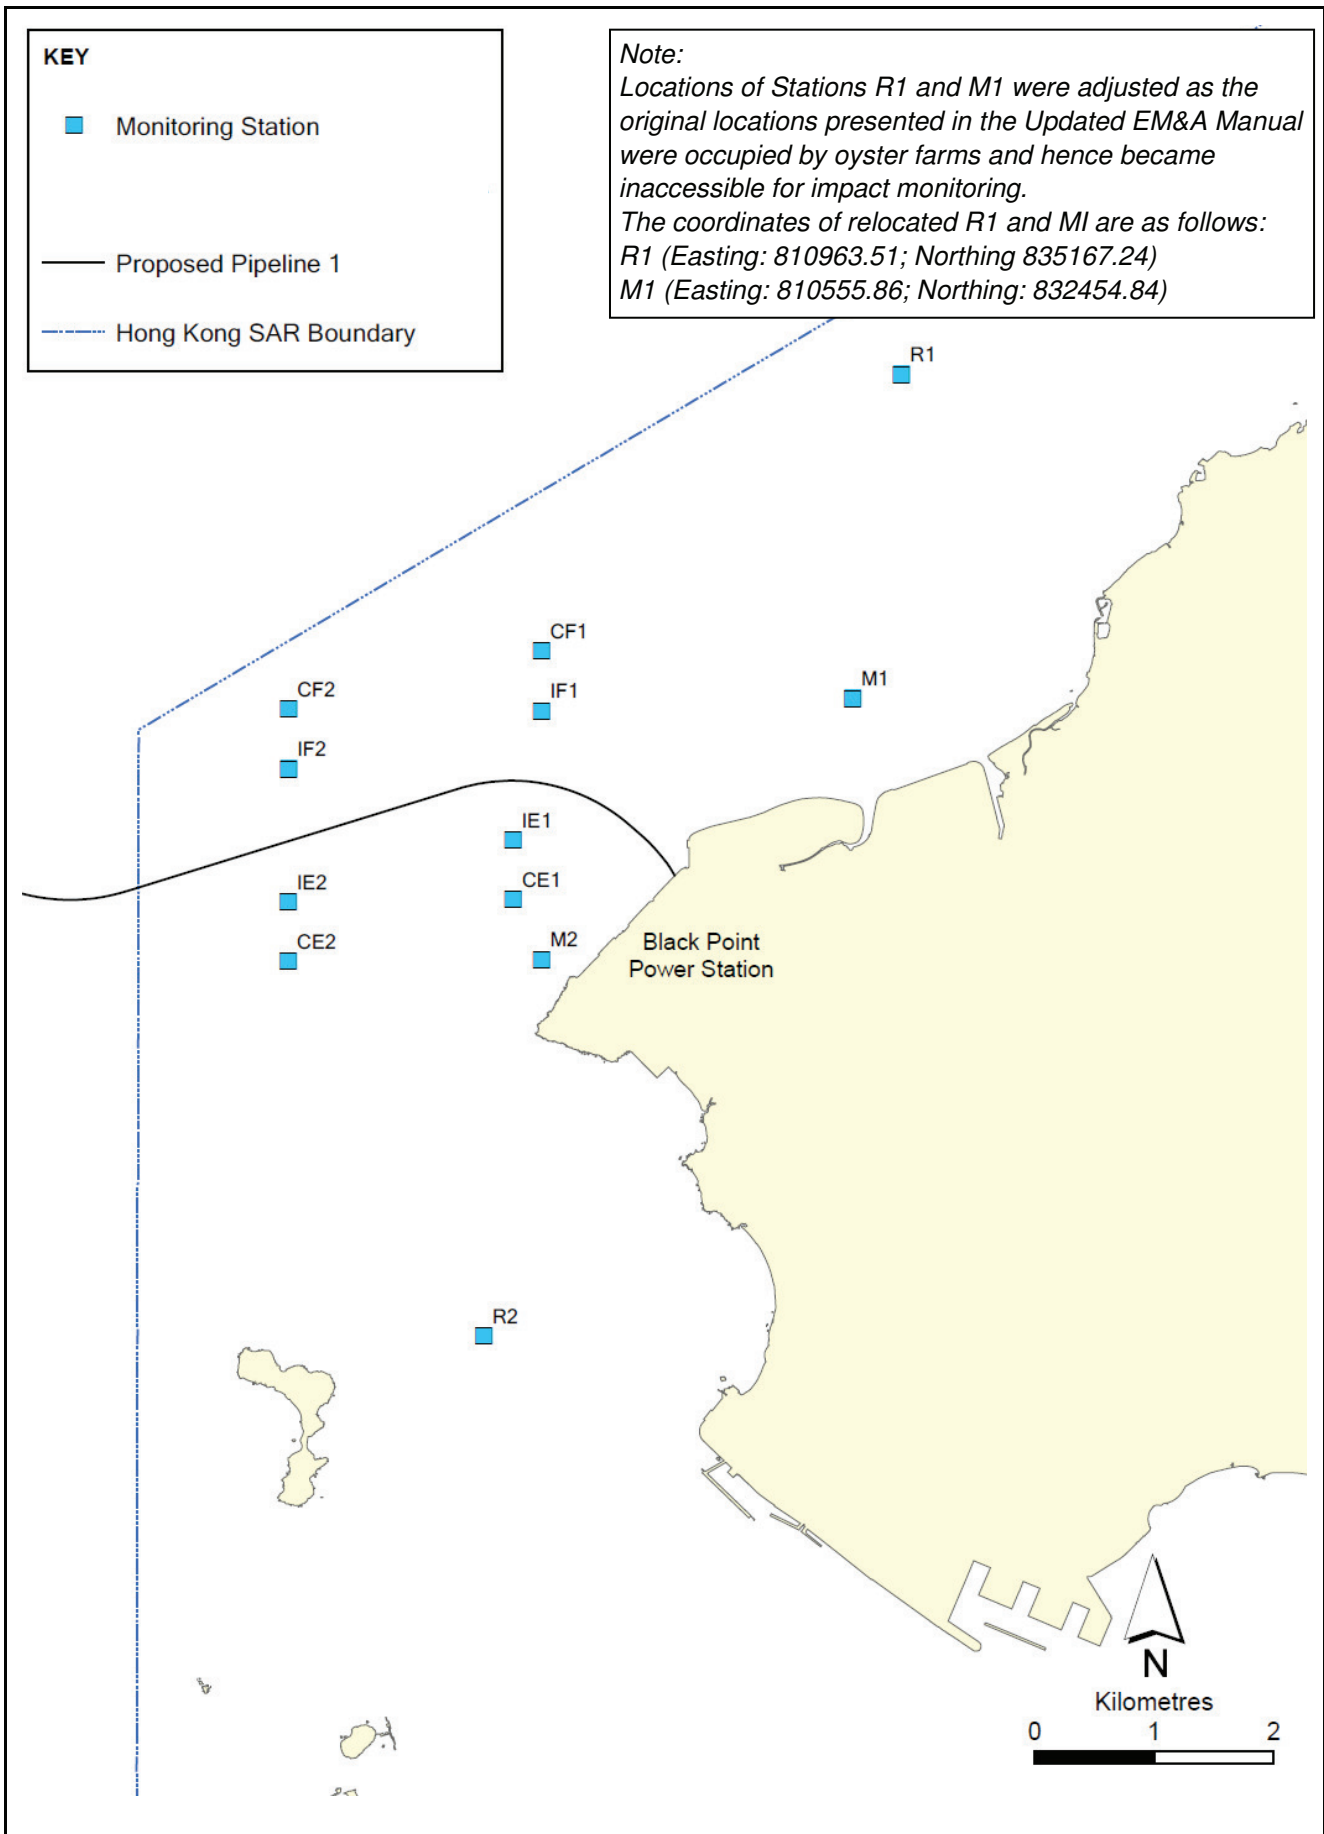 KEY
Monitoring Station
Proposed Pipeline 1
Hong Kong SAR Boundary
Note:
Locations of Stations R1 and M1 were adjusted as the
original locations presented in the Updated EM&A Manual
were occupied by oyster farms and hence became
inaccessible for impact monitoring.
The coordinates of relocated R1 and MI are as follows:
R1 (Easting: 810963.51; Northing 835167.24)
M1 (Easting: 810555.86; Northing: 832454.84)
R1
CF1
CF2
IF1
M1
IF2
IE1
IE2
CE1
CE2
M2
Black Point
Power Station
R2
N
Kilometres
0 1 2